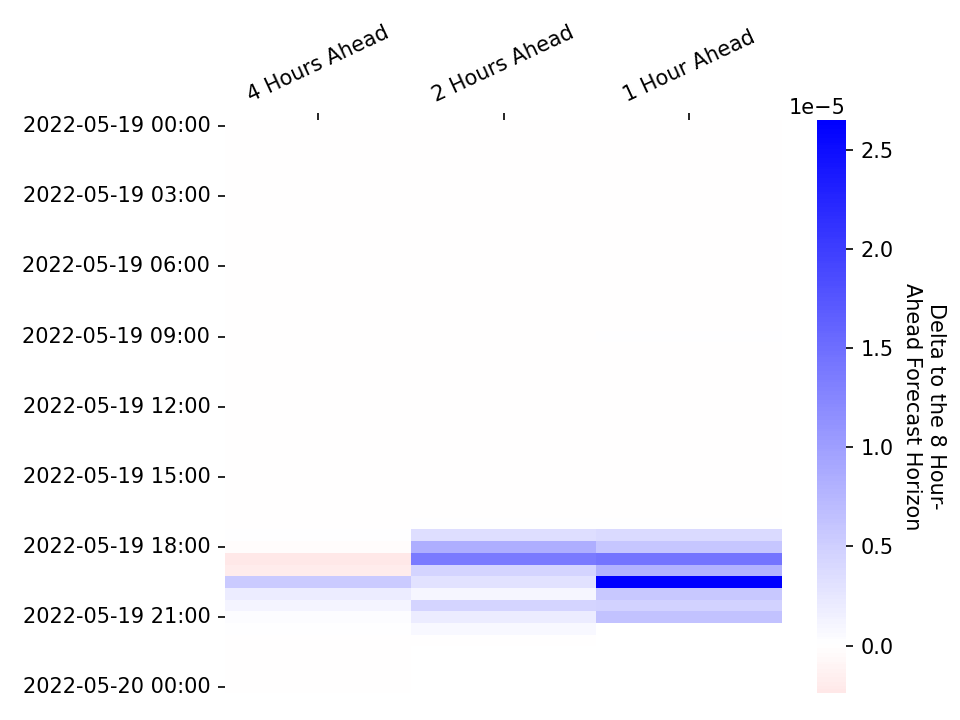 4 Hours Ahead
2 Hours Ahead
1 Hour Ahead
1e−5
2022-05-19 00:00
2022-05-19 03:00
2022-05-19 06:00
2022-05-19 09:00
2022-05-19 12:00
2022-05-19 15:00
2022-05-19 18:00
2022-05-19 21:00
2022-05-20 00:00
2.5
2.0
1.5
1.0
0.5
0.0
Delta to the 8 Hour-
Ahead Forecast Horizon